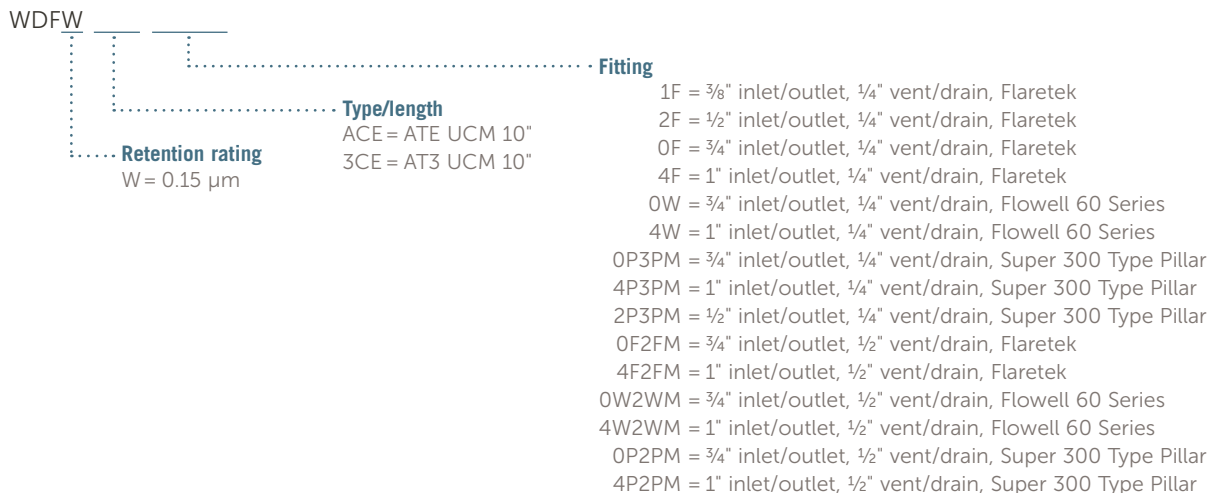 WDFW
Fitting
1F = ⅜" inlet/outlet, ¼" vent/drain, Flaretek
2F = ½" inlet/outlet, ¼" vent/drain, Flaretek
0F = ¾" inlet/outlet, ¼" vent/drain, Flaretek
4F = 1" inlet/outlet, ¼" vent/drain, Flaretek
0W = ¾" inlet/outlet, ¼" vent/drain, Flowell 60 Series
4W = 1" inlet/outlet, ¼" vent/drain, Flowell 60 Series
0P3PM = ¾" inlet/outlet, ¼" vent/drain, Super 300 Type Pillar
4P3PM = 1" inlet/outlet, ¼" vent/drain, Super 300 Type Pillar
2P3PM = ½" inlet/outlet, ¼" vent/drain, Super 300 Type Pillar
0F2FM = ¾" inlet/outlet, ½" vent/drain, Flaretek
4F2FM = 1" inlet/outlet, ½" vent/drain, Flaretek
0W2WM = ¾" inlet/outlet, ½" vent/drain, Flowell 60 Series
4W2WM = 1" inlet/outlet, ½" vent/drain, Flowell 60 Series
0P2PM = ¾" inlet/outlet, ½" vent/drain, Super 300 Type Pillar
4P2PM = 1" inlet/outlet, ½" vent/drain, Super 300 Type Pillar
Type/length
ACE = ATE UCM 10"
3CE = AT3 UCM 10"
Retention rating
W = 0.15 µm